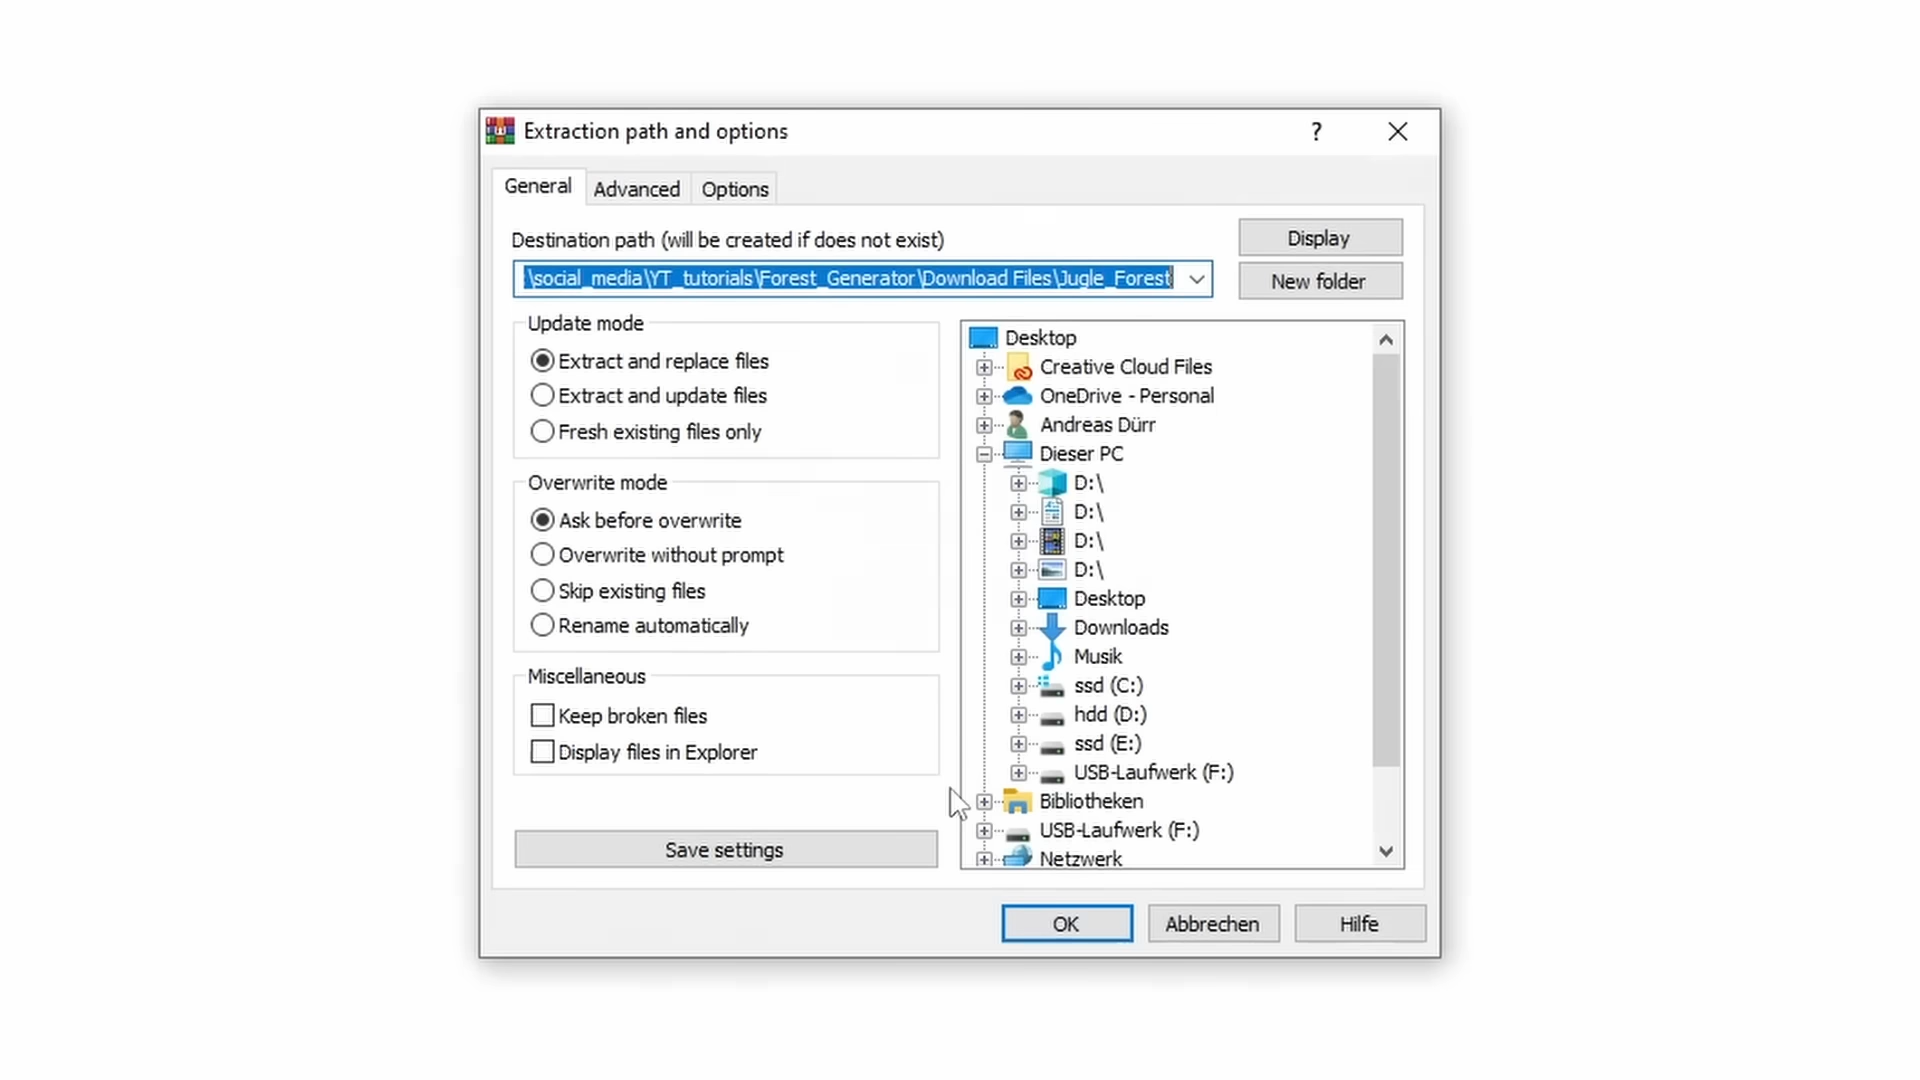 Extraction path and options
?
General
Advanced
Options
Destination path (will be created if does not exist)
Display
\social_media\YT_tutorials\Forest_Generator\Download Files\Jugle_Forest
New folder
Update mode
Extract and replace files
Extract and update files
Fresh existing files only
Overwrite mode
Ask before overwrite
Overwrite without prompt
Skip existing files
Rename automatically
Miscellaneous
Keep broken files
Display files in Explorer
Save settings
Desktop
Creative Cloud Files
OneDrive - Personal
Andreas Dürr
Dieser PC
D:\
D:\
D:\
D:\
Desktop
Downloads
Musik
ssd (C:)
hdd (D:)
ssd (E:)
USB-Laufwerk (F:)
Bibliotheken
USB-Laufwerk (F:)
Netzwerk
OK
Abbrechen
Hilfe